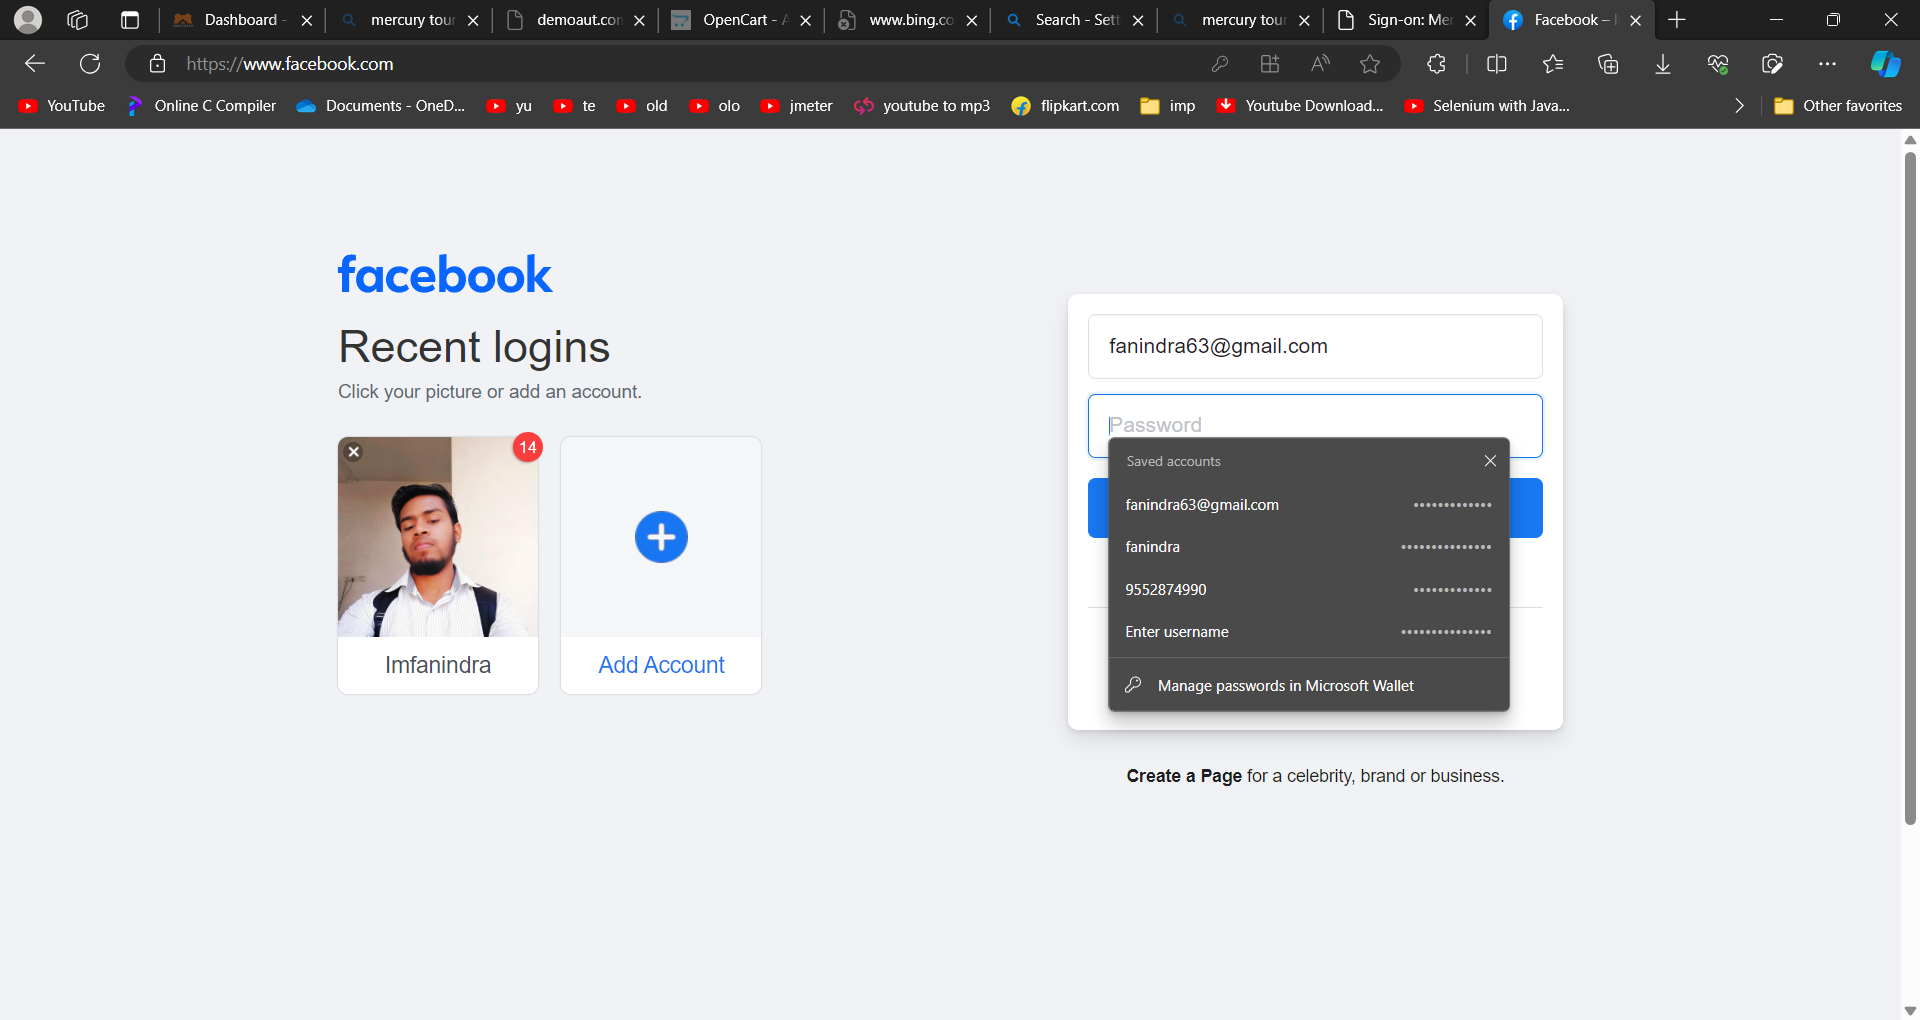 Dashboard -
mercury tour
demoaut.con
OpenCart - A
www.bing.co
Search - Sett
mercury tour
Sign-on: Mer
Facebook – l
https://www.facebook.com
YouTube
Online C Compiler
Documents - OneD...
yu
te
old
olo
jmeter
youtube to mp3
flipkart.com
imp
Youtube Download...
Selenium with Java...
Other favorites
facebook
Recent logins
Click your picture or add an account.
14
Imfanindra
Add Account
fanindra63@gmail.com
Password
Saved accounts
fanindra63@gmail.com •••••••••••••
fanindra •••••••••••••••
9552874990 •••••••••••••
Enter username •••••••••••••••
Manage passwords in Microsoft Wallet
Create a Page for a celebrity, brand or business.